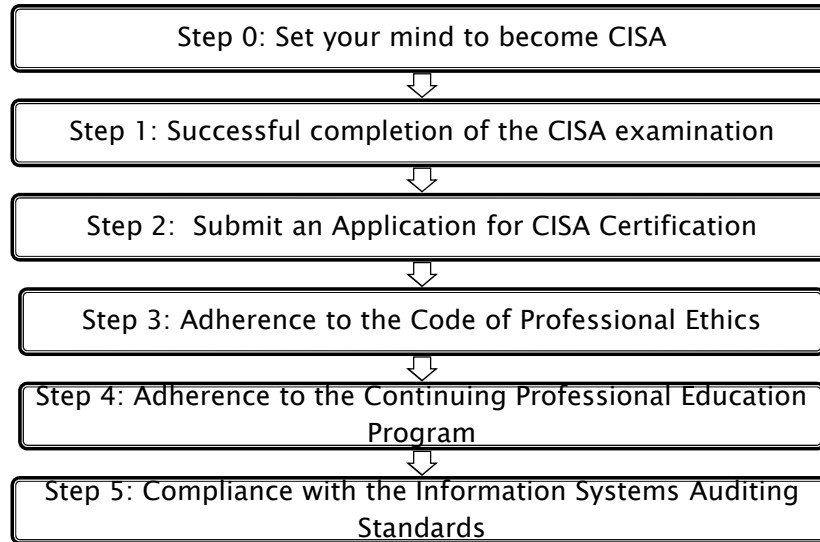 Step 0: Set your mind to become CISA
Step 1: Successful completion of the CISA examination
Step 2:  Submit an Application for CISA Certification
Step 3: Adherence to the Code of Professional Ethics
Step 4: Adherence to the Continuing Professional Education
Program
Step 5: Compliance with the Information Systems Auditing
Standards